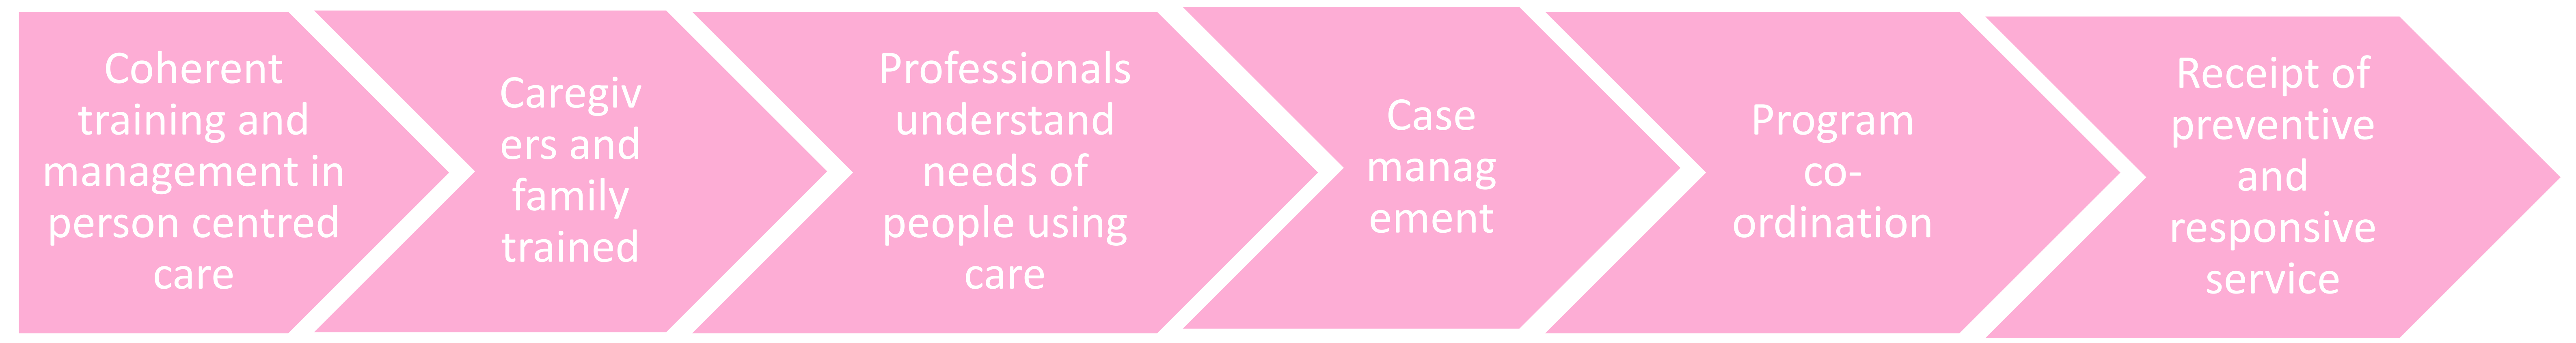 Coherent
training and
management in
person centred
care
Caregiv
ers and
family
trained
Professionals
understand
needs of
people using
care
Case
manag
ement
Program
co-
ordination
Receipt of
preventive
and
responsive
service